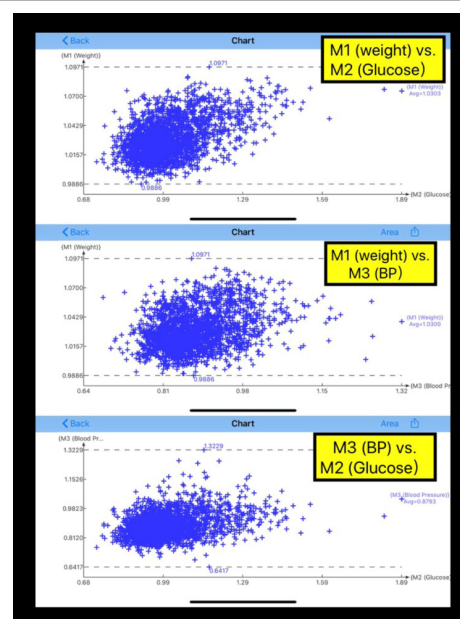 Back
Chart
M1 (weight) vs.
M2 (Glucose)
(M1 (Weight))
1.0971
1.0971
(M1 (Weight))
Avg=1.0303
1.0700
1.0429
1.0157
0.9886
0.9886
(M2 (Glucose)
0.68
0.99
1.29
1.59
1.89
Back
Chart
Area
M1 (weight) vs.
M3 (BP)
(M1 (Weight))
1.0971
1.0971
1.0700
1.0429
(M1 (Weight))
Avg=1.0300
1.0157
0.9886
0.9886
(M3 (Blood Pr
0.64
0.81
0.98
1.15
1.32
Back
Chart
Area
M3 (BP) vs.
M2 (Glucose)
(M3 (Blood Pr...
1.3229
1.3229
1.1526
(M3 (Blood Pressure))
Avg=0.8793
0.9823
0.8120
0.6417
0.6417
(M2 (Glucose)
0.68
0.99
1.29
1.59
1.89